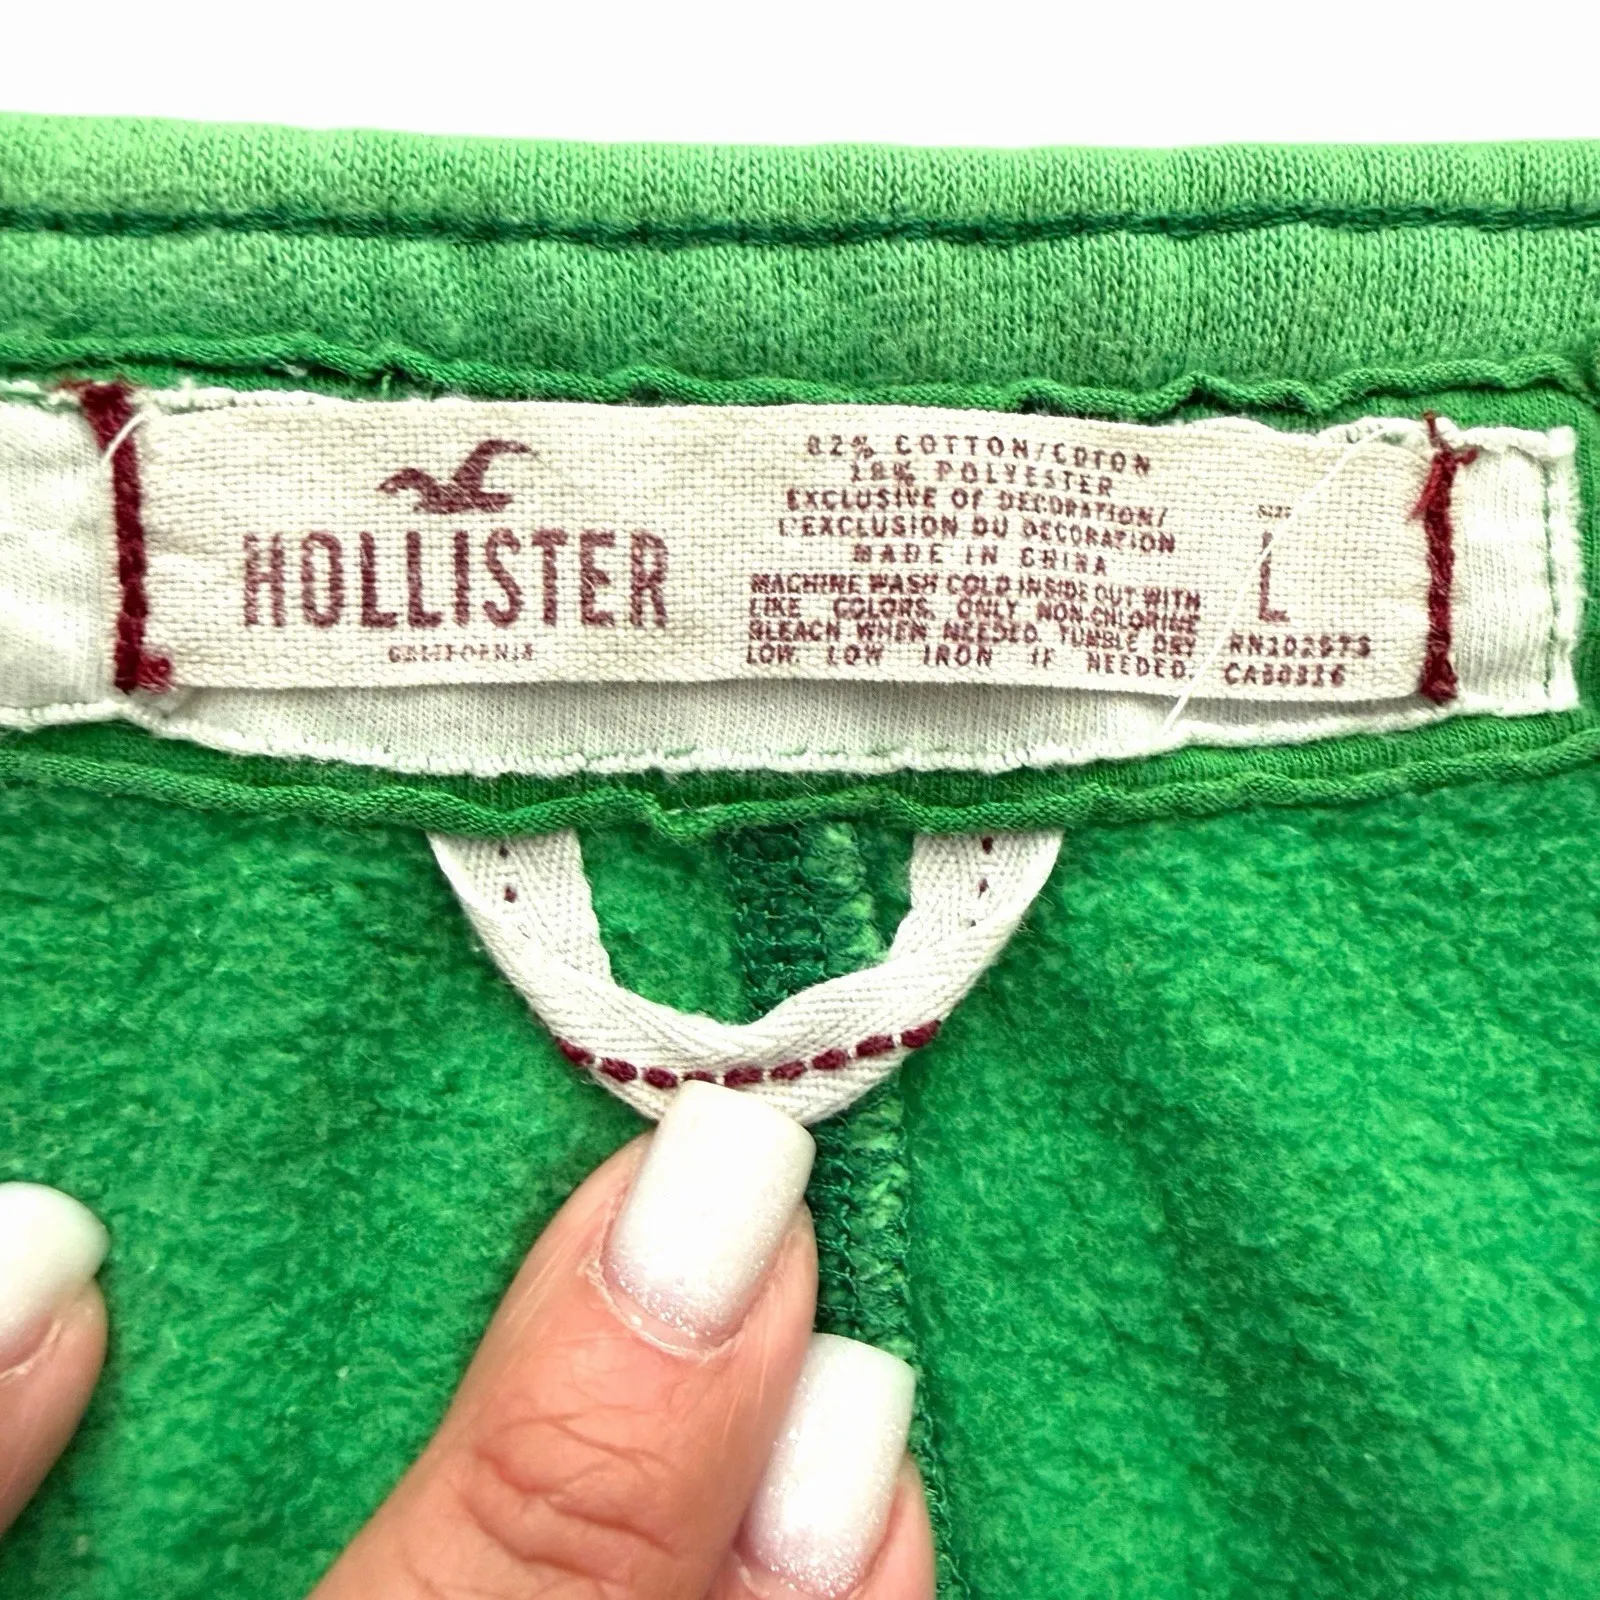 HOLLISTER
CALIFORNIA
82% COTTON/COTON
18% POLYESTER
EXCLUSIVE OF DECORATION/
L'EXCLUSION DU DECORATION
MADE IN CHINA
MACHINE WASH COLD INSIDE OUT WITH
LIKE COLORS. ONLY NON-CHLORINE
BLEACH WHEN NEEDED. TUMBLE DRY
LOW. LOW IRON IF NEEDED.
SIZE
L
RN102973
CA30316